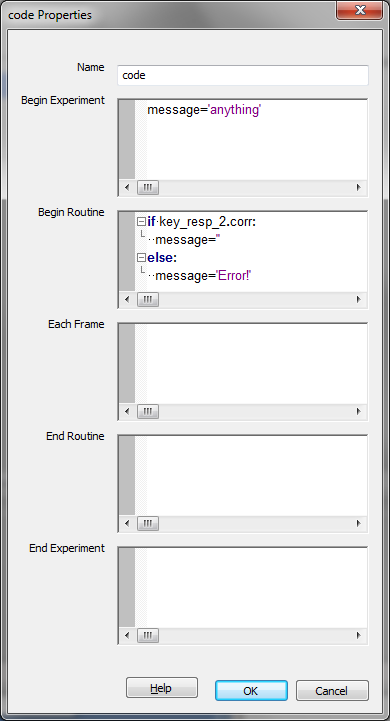 code Properties
Name
code
Begin Experiment
message='anything'
Begin Routine
if key_resp_2.corr:
message=''
else:
message='Error!'
Each Frame
End Routine
End Experiment
Help
OK
Cancel